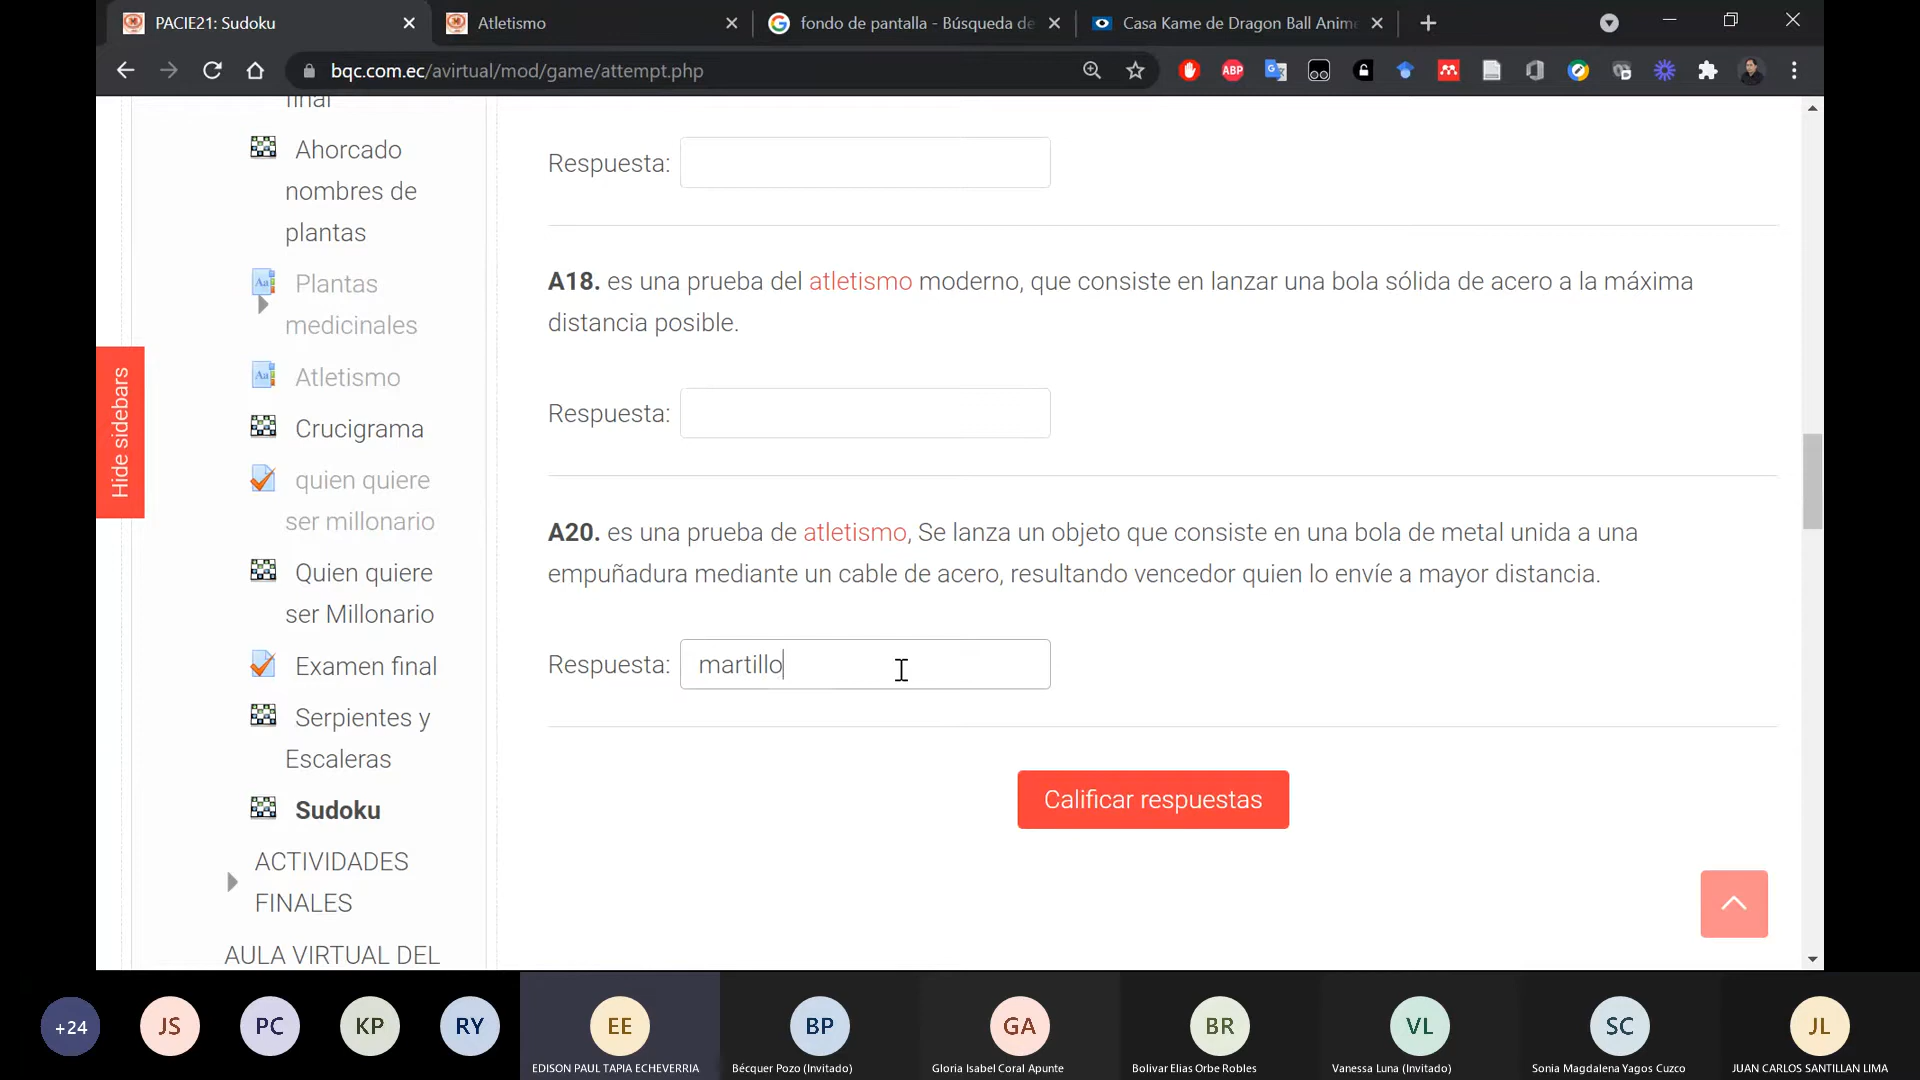 PACIE21: Sudoku
Atletismo
fondo de pantalla - Búsqueda de
Casa Kame de Dragon Ball Anime
bqc.com.ec/avirtual/mod/game/attempt.php
ABP
final
Ahorcado
nombres de
plantas
Plantas
medicinales
Atletismo
Crucigrama
quien quiere
ser millonario
Quien quiere
ser Millonario
Examen final
Serpientes y
Escaleras
Sudoku
ACTIVIDADES
FINALES
AULA VIRTUAL DEL
Hide sidebars
Respuesta:
A18. es una prueba del atletismo moderno, que consiste en lanzar una bola sólida de acero a la máxima
distancia posible.
Respuesta:
A20. es una prueba de atletismo, Se lanza un objeto que consiste en una bola de metal unida a una
empuñadura mediante un cable de acero, resultando vencedor quien lo envíe a mayor distancia.
Respuesta: martillo
Calificar respuestas
+24
JS
PC
KP
RY
EE
BP
GA
BR
VL
SC
JL
EDISON PAUL TAPIA ECHEVERRIA
Bécquer Pozo (Invitado)
Gloria Isabel Coral Apunte
Bolivar Elias Orbe Robles
Vanessa Luna (Invitado)
Sonia Magdalena Yagos Cuzco
JUAN CARLOS SANTILLAN LIMA